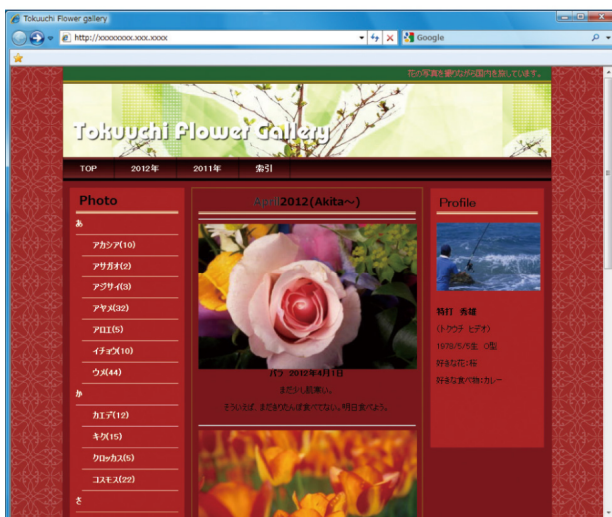 Tokuuchi Flower gallery
http://xxxxxxxx.xxx.xxxx
Google
花の写真を撮りながら国内を旅しています。
Tokuuchi Flower Gallery
TOP 2012年 2011年 索引
Photo
あ
アカシア(10)
アサガオ(2)
アジサイ(3)
アヤメ(32)
アロエ(5)
イチョウ(10)
ウメ(44)
か
カエデ(12)
キク(15)
クロッカス(5)
コスモス(22)
さ
April2012(Akita～)
バラ 2012年4月1日
まだ少し肌寒い。
そういえば、まだきりたんぽ食べてない。明日食べよう。
Profile
特打 秀雄
(トクウチ ヒデオ)
1979/5/5生 O型
好きな花:桜
好きな食べ物:カレー